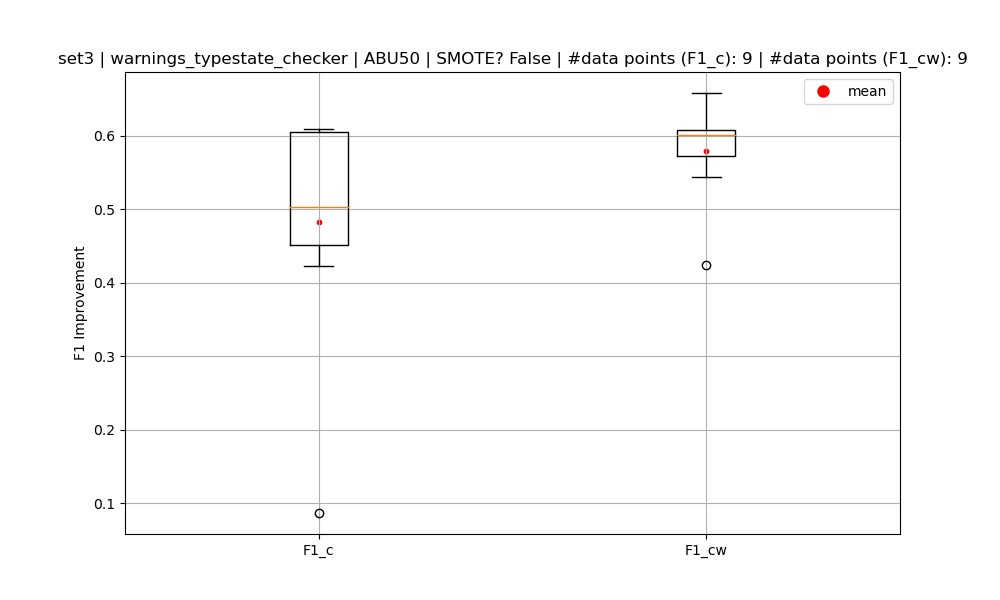 set3 | warnings_typestate_checker | ABU50 | SMOTE? False | #data points (F1_c): 9 | #data points (F1_cw): 9
mean
F1 Improvement
0.6
0.5
0.4
0.3
0.2
0.1
F1_c
F1_cw